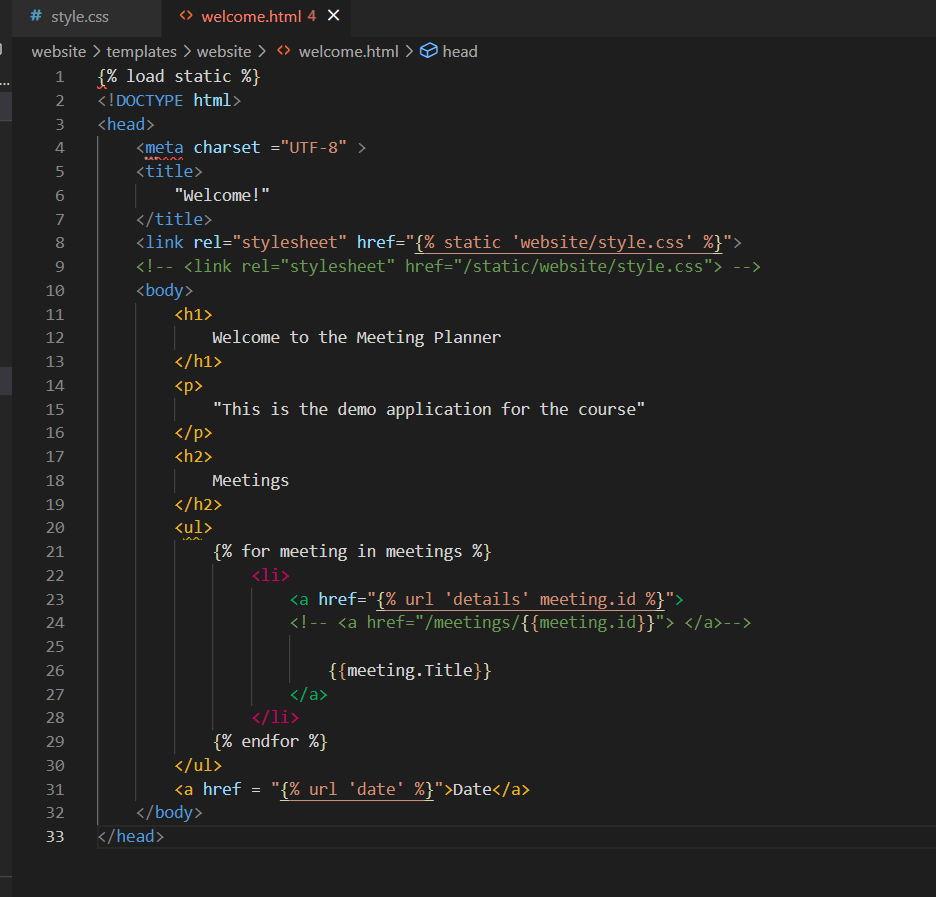 # style.css <> welcome.html 4 ×
website > templates > website > <> welcome.html > head
1 {% load static %}
2 <!DOCTYPE html>
3 <head>
4     <meta charset ="UTF-8" >
5     <title>
6         "Welcome!"
7     </title>
8     <link rel="stylesheet" href="{% static 'website/style.css' %}">
9     <!-- <link rel="stylesheet" href="/static/website/style.css"> -->
10     <body>
11         <h1>
12             Welcome to the Meeting Planner
13         </h1>
14         <p>
15             "This is the demo application for the course"
16         </p>
17         <h2>
18             Meetings
19         </h2>
20         <ul>
21             {% for meeting in meetings %}
22                 <li>
23                     <a href="{% url 'details' meeting.id %}">
24                     <!-- <a href="/meetings/{{meeting.id}}"> </a>-->
25
26                         {{meeting.Title}}
27                     </a>
28                 </li>
29             {% endfor %}
30         </ul>
31         <a href = "{% url 'date' %}">Date</a>
32     </body>
33 </head>